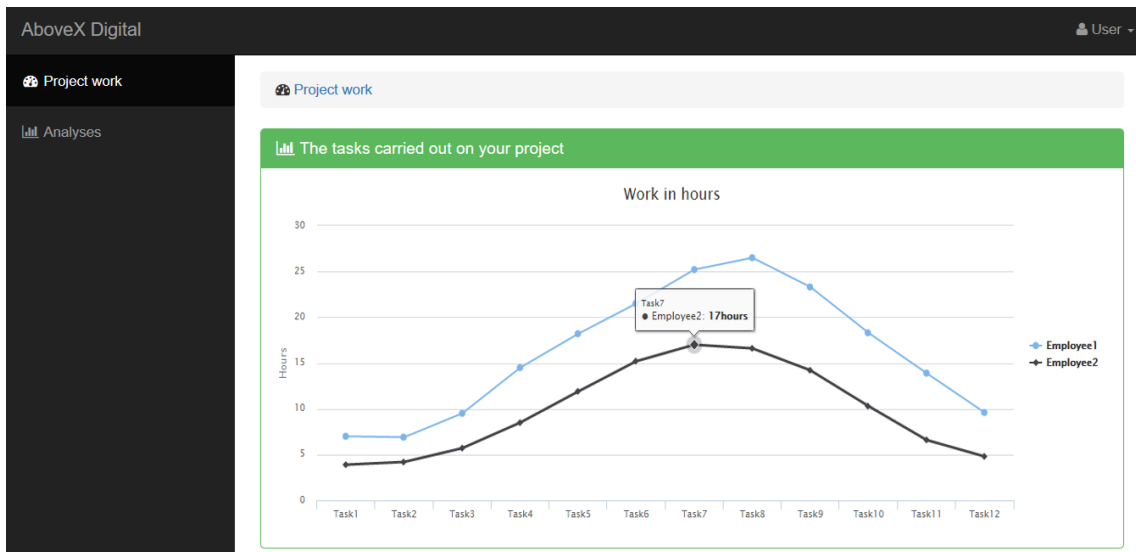 AboveX Digital
User
Project work
Analyses
Project work
The tasks carried out on your project
Work in hours
30
25
20
15
10
5
0
Hours
Task7
Employee2: 17hours
Employee1
Employee2
Task1 Task2 Task3 Task4 Task5 Task6 Task7 Task8 Task9 Task10 Task11 Task12